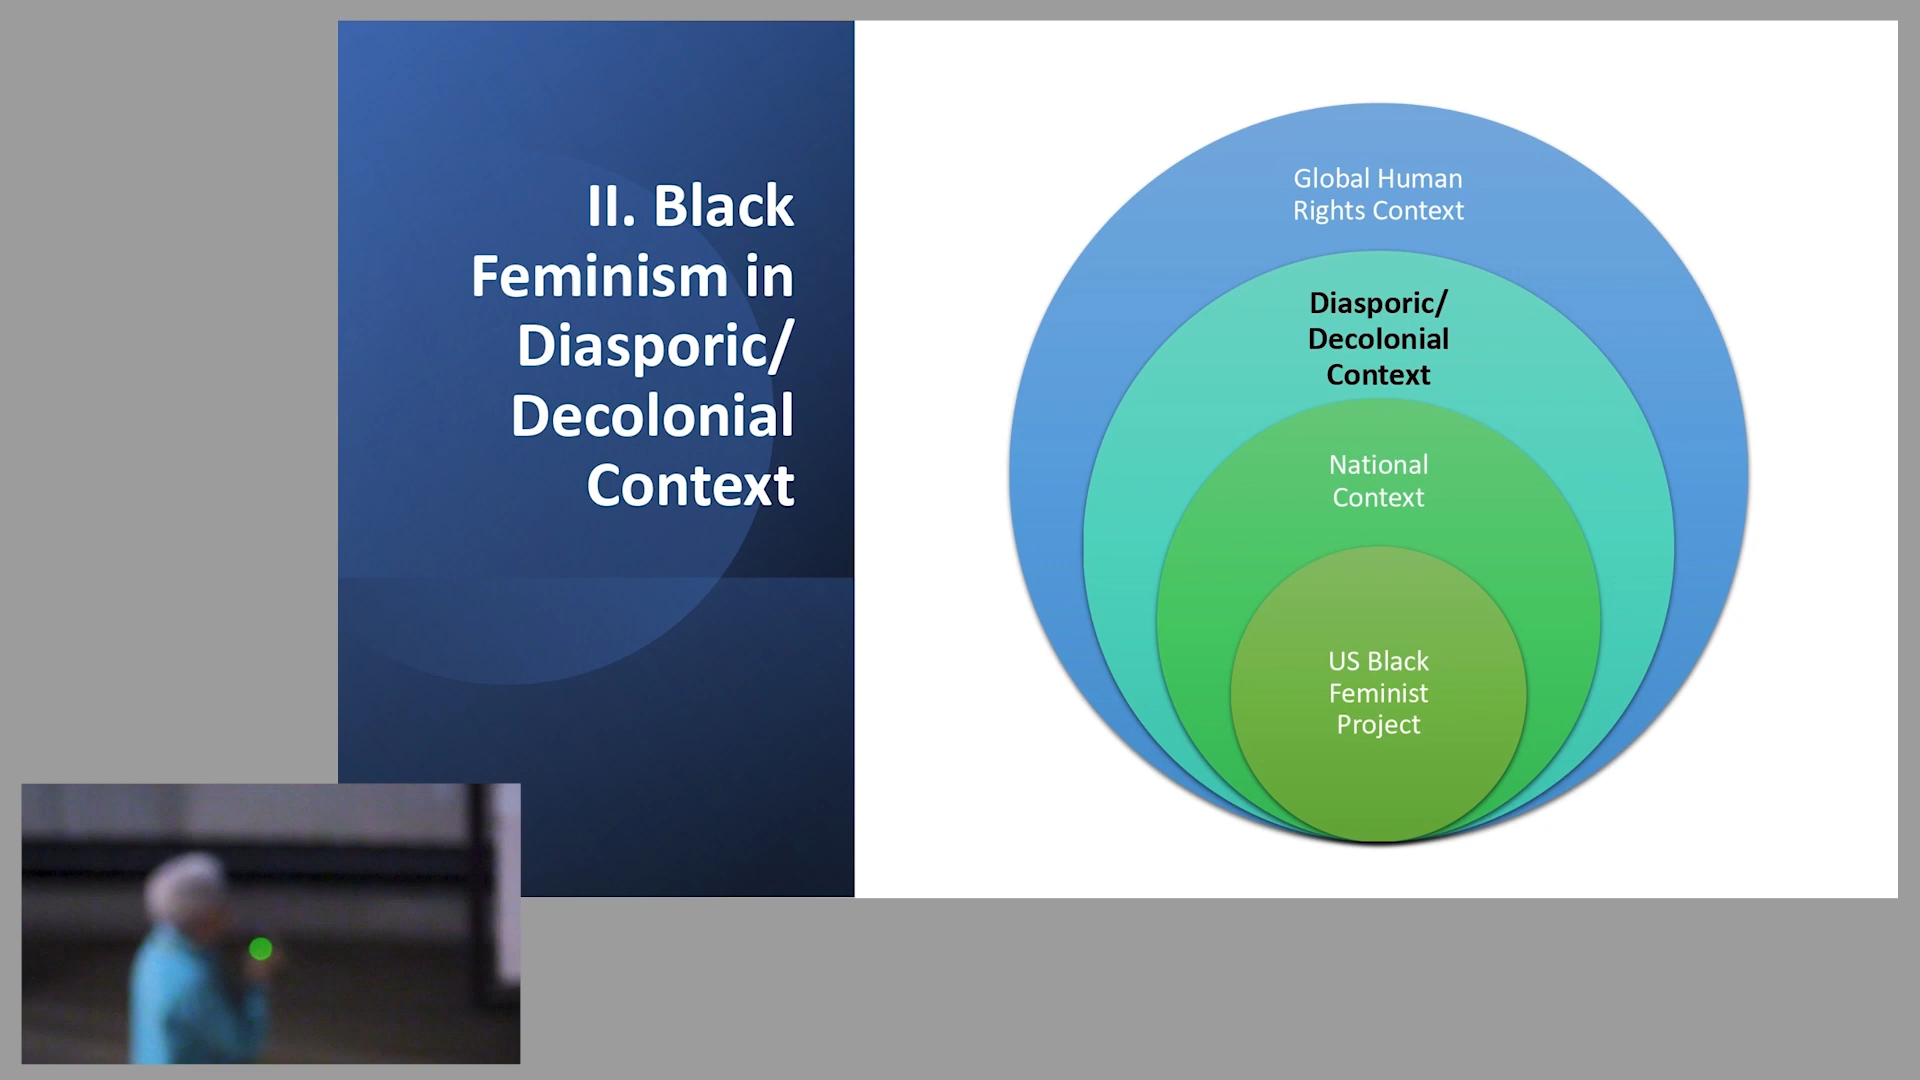 II. Black
Feminism in
Diasporic/
Decolonial
Context
Global Human
Rights Context
Diasporic/
Decolonial
Context
National
Context
US Black
Feminist
Project